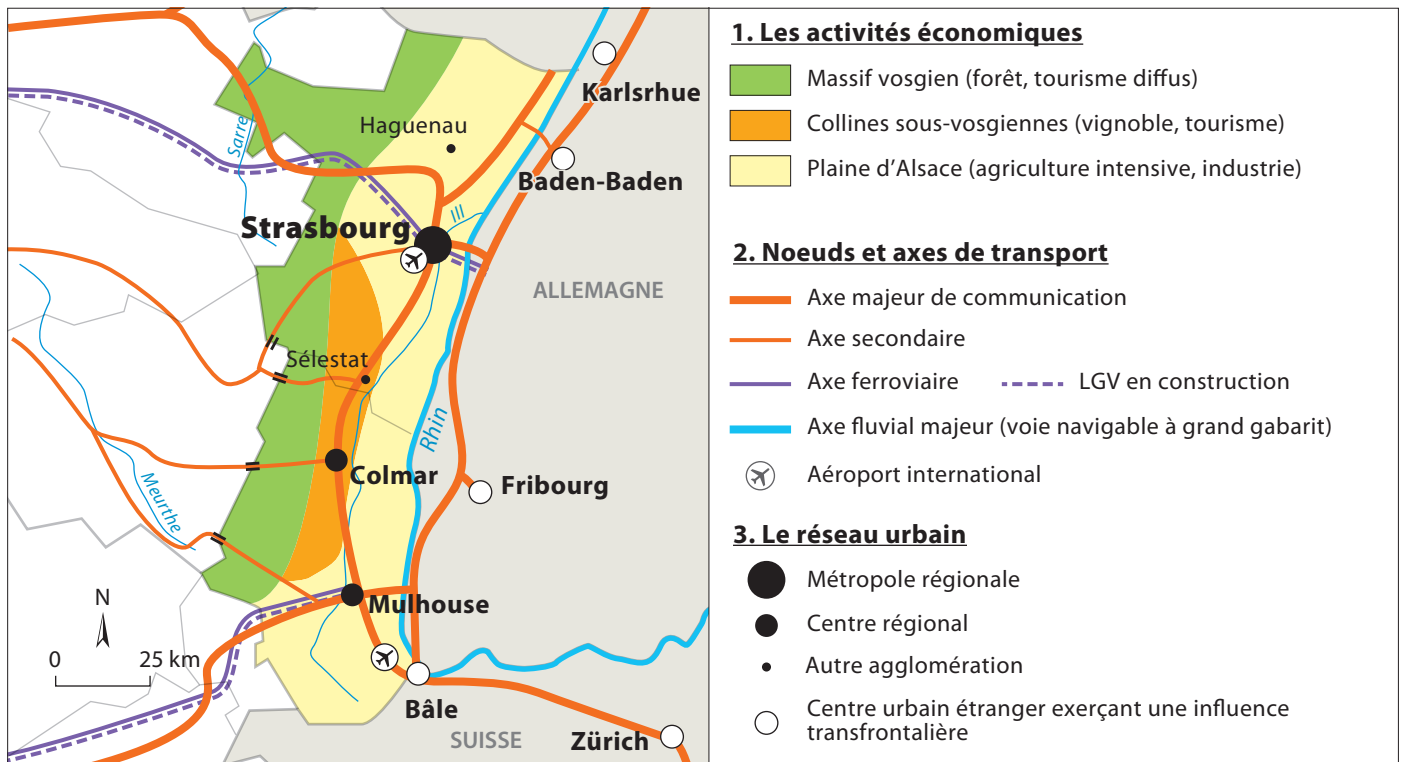 Karlsrhue
Haguenau
Sarre
Baden-Baden
Ill
Strasbourg
ALLEMAGNE
Sélestat
Rhin
Colmar
Fribourg
Meurthe
N
Mulhouse
0 25 km
Bâle
SUISSE
Zürich
1. Les activités économiques
Massif vosgien (forêt, tourisme diffus)
Collines sous-vosgiennes (vignoble, tourisme)
Plaine d'Alsace (agriculture intensive, industrie)
2. Noeuds et axes de transport
Axe majeur de communication
Axe secondaire
Axe ferroviaire LGV en construction
Axe fluvial majeur (voie navigable à grand gabarit)
Aéroport international
3. Le réseau urbain
Métropole régionale
Centre régional
Autre agglomération
Centre urbain étranger exerçant une influence
transfrontalière